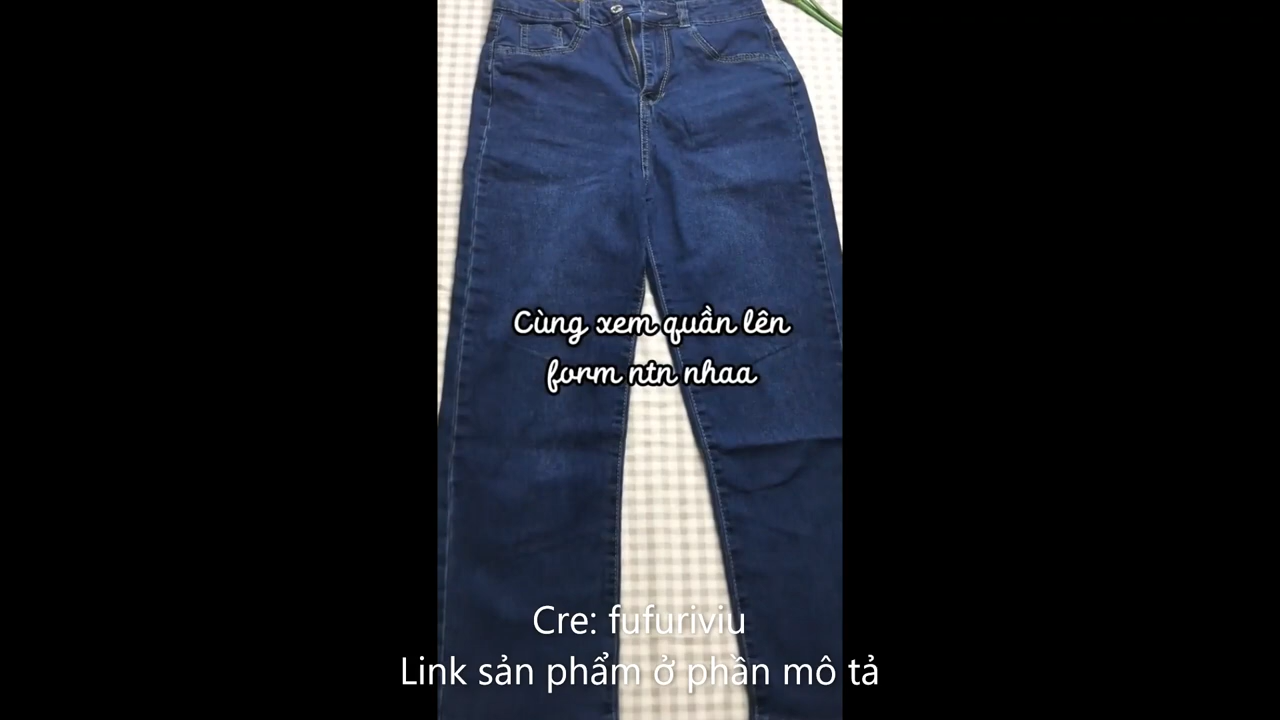 Cùng xem quần lên
form ntn nhaa
Cre: fufuriviu
Link sản phẩm ở phần mô tả